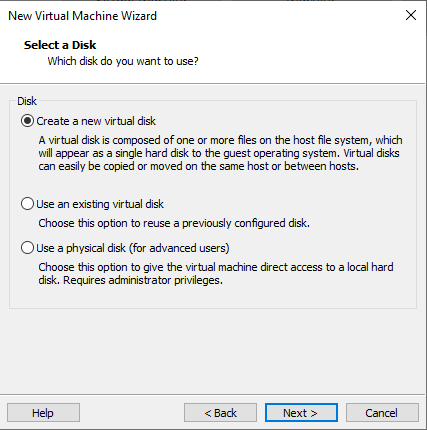 New Virtual Machine Wizard
Select a Disk
Which disk do you want to use?
Disk
Create a new virtual disk
A virtual disk is composed of one or more files on the host file system, which
will appear as a single hard disk to the guest operating system. Virtual disks
can easily be copied or moved on the same host or between hosts.
Use an existing virtual disk
Choose this option to reuse a previously configured disk.
Use a physical disk (for advanced users)
Choose this option to give the virtual machine direct access to a local hard
disk. Requires administrator privileges.
Help
< Back
Next >
Cancel